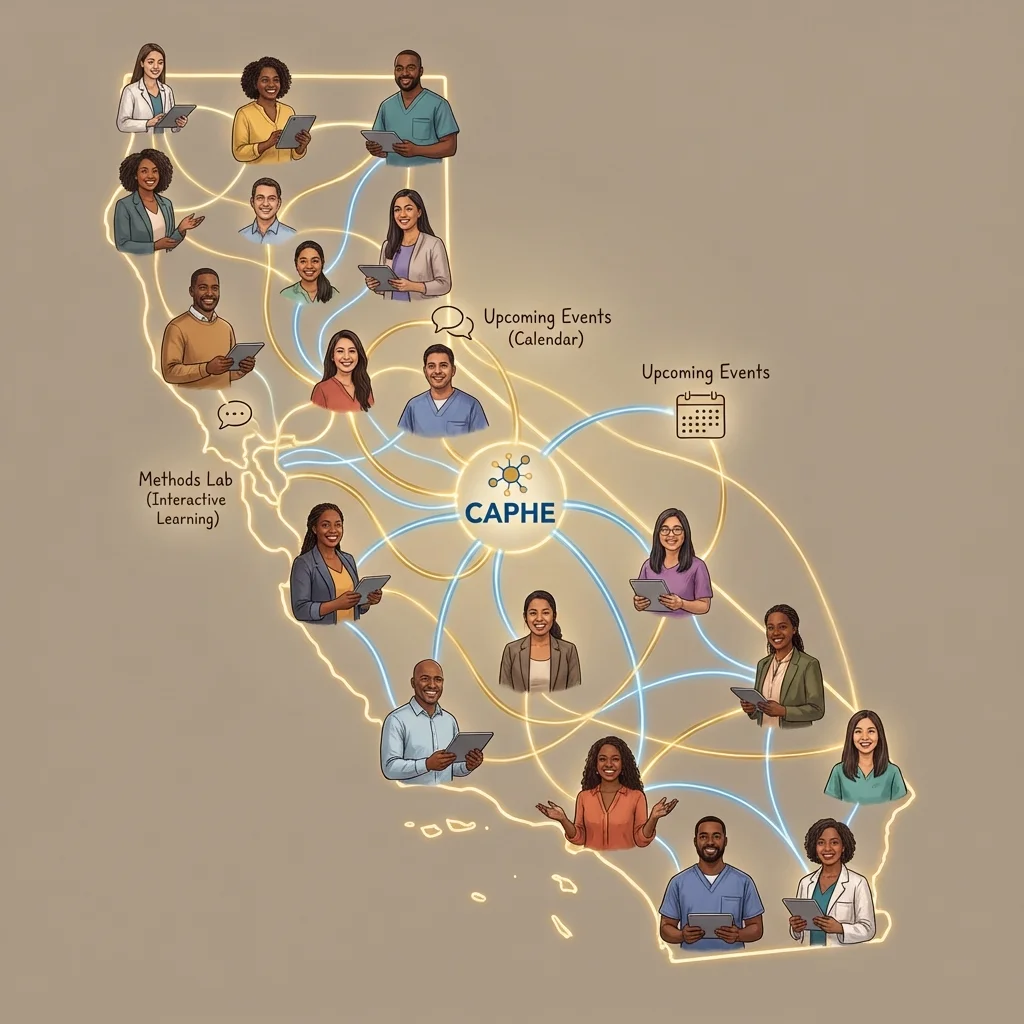 Upcoming Events
(Calendar)
Upcoming Events
Methods Lab
(Interactive
Learning)
CAPHE